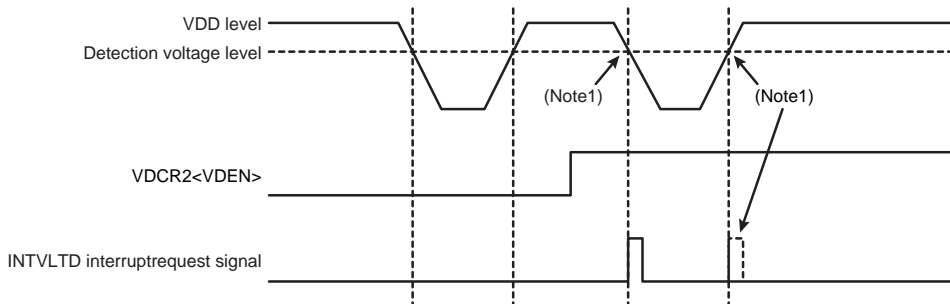 VDD level
Detection voltage level
(Note1)
(Note1)
VDCR2<VDEN>
INTVLTD interruptrequest signal